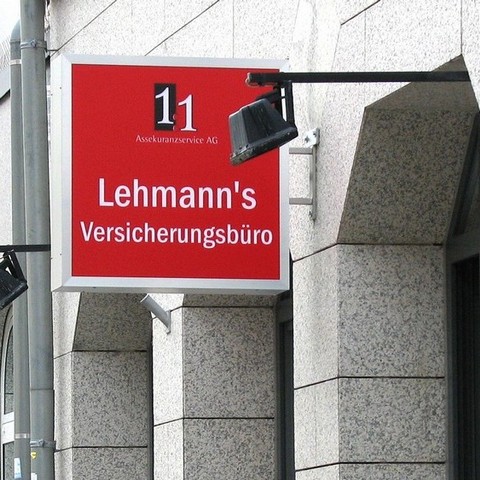 11
Assekuranzservice AG
Lehmann's
Versicherungsbüro